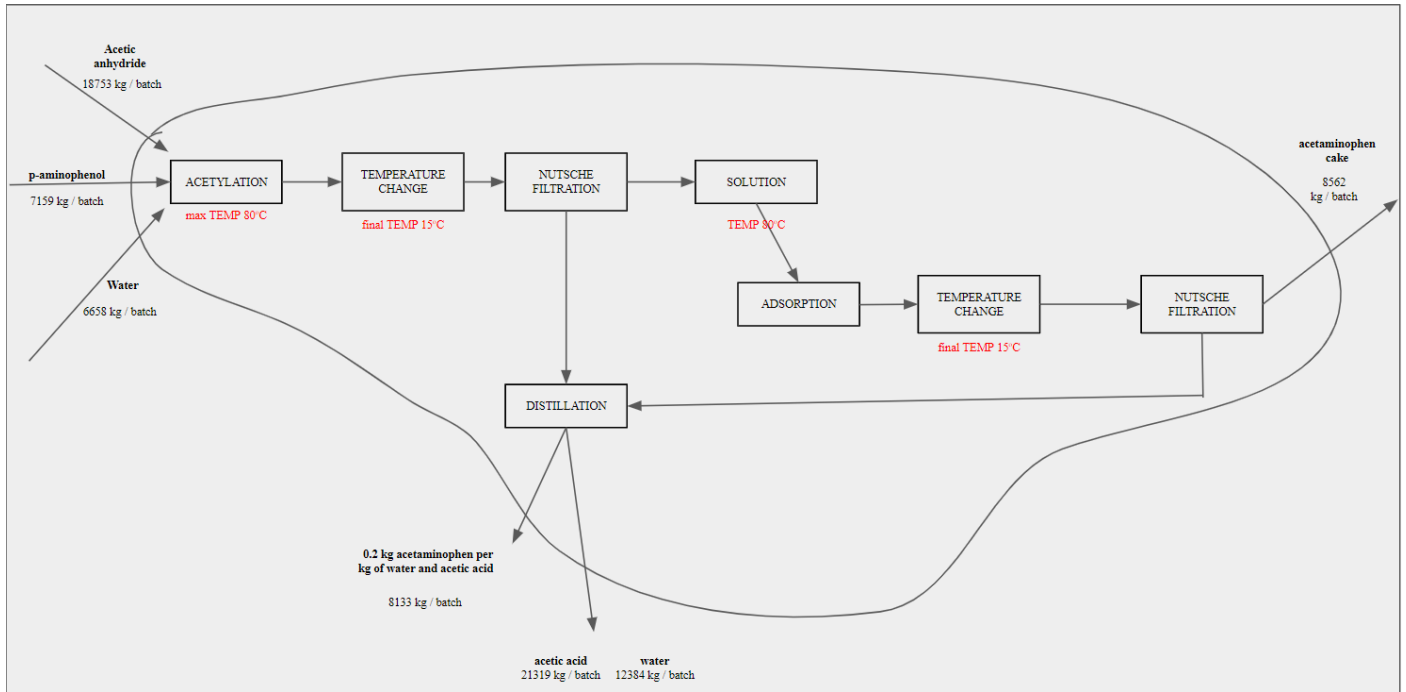 Acetic
anhydride
18753 kg / batch
p-aminophenol
7159 kg / batch
Water
6658 kg / batch
ACETYLATION
max TEMP 80°C
TEMPERATURE
CHANGE
final TEMP 15°C
NUTSCHE
FILTRATION
SOLUTION
TEMP 80°C
ADSORPTION
TEMPERATURE
CHANGE
final TEMP 15°C
NUTSCHE
FILTRATION
acetaminophen
cake
8562
kg / batch
DISTILLATION
0.2 kg acetaminophen per
kg of water and acetic acid
8133 kg / batch
acetic acid
21319 kg / batch
water
12384 kg / batch